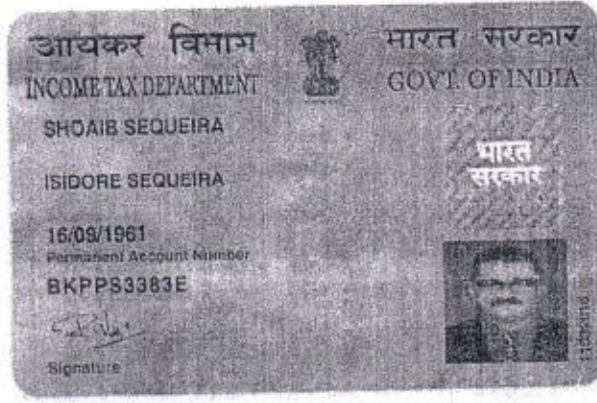 आयकर विभाग
INCOME TAX DEPARTMENT
भारत सरकार
GOVT. OF INDIA
SHOAIB SEQUEIRA
ISIDORE SEQUEIRA
16/09/1961
Permanent Account Number
BKPPS3383E
Signature
भारत
सरकार